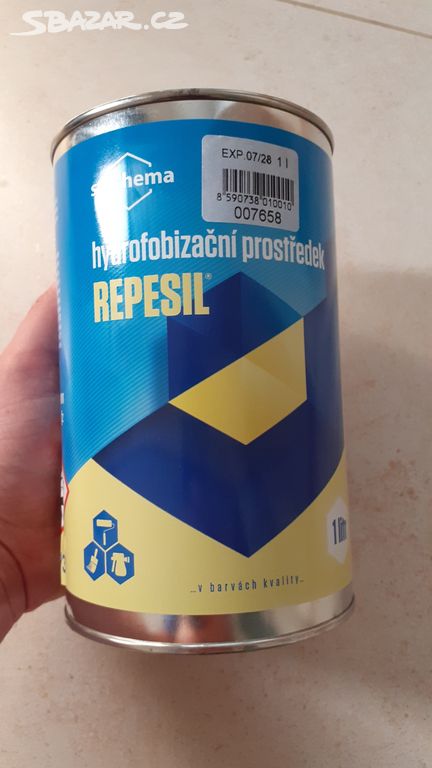 SBAZAR.CZ
EXP.07/28 1 l
8 590738 010010
007658
hydrofobizační prostředek
REPESIL®
1 litr
...v barvách kvality...